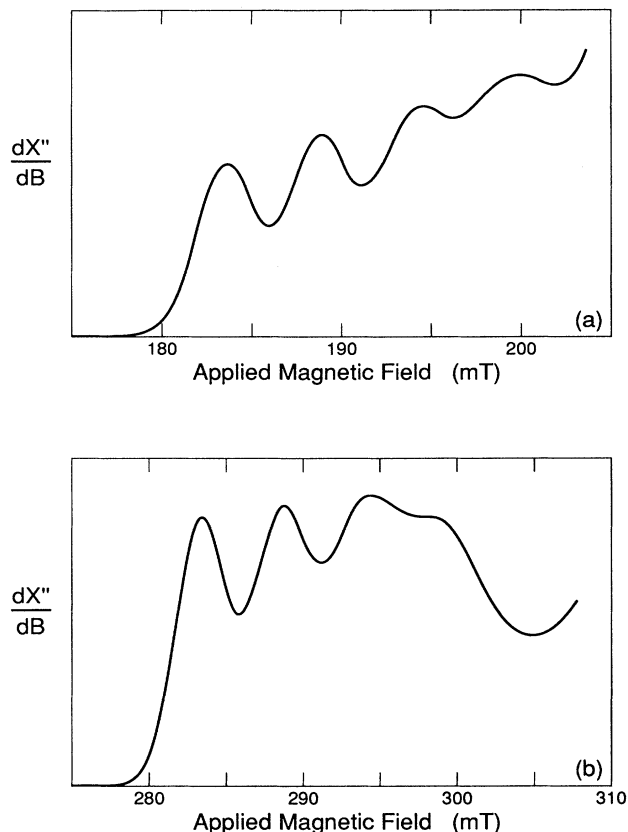 dX"
dB
(a)
180 190 200
Applied Magnetic Field (mT)
dX"
dB
(b)
280 290 300 310
Applied Magnetic Field (mT)